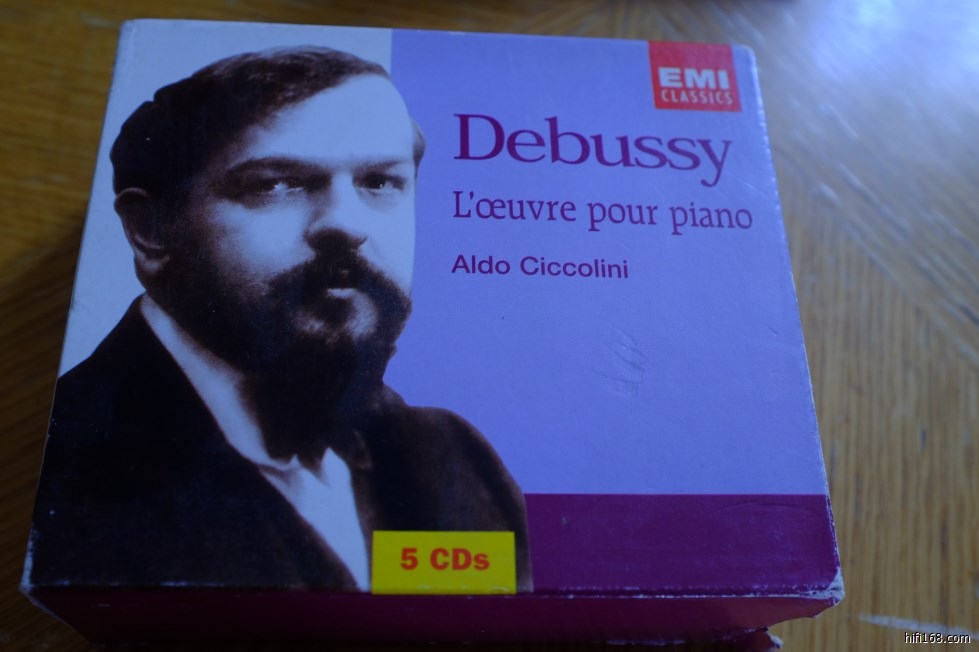 EMI
CLASSICS
Debussy
L'œuvre pour piano
Aldo Ciccolini
5 CDs
hifi168.com